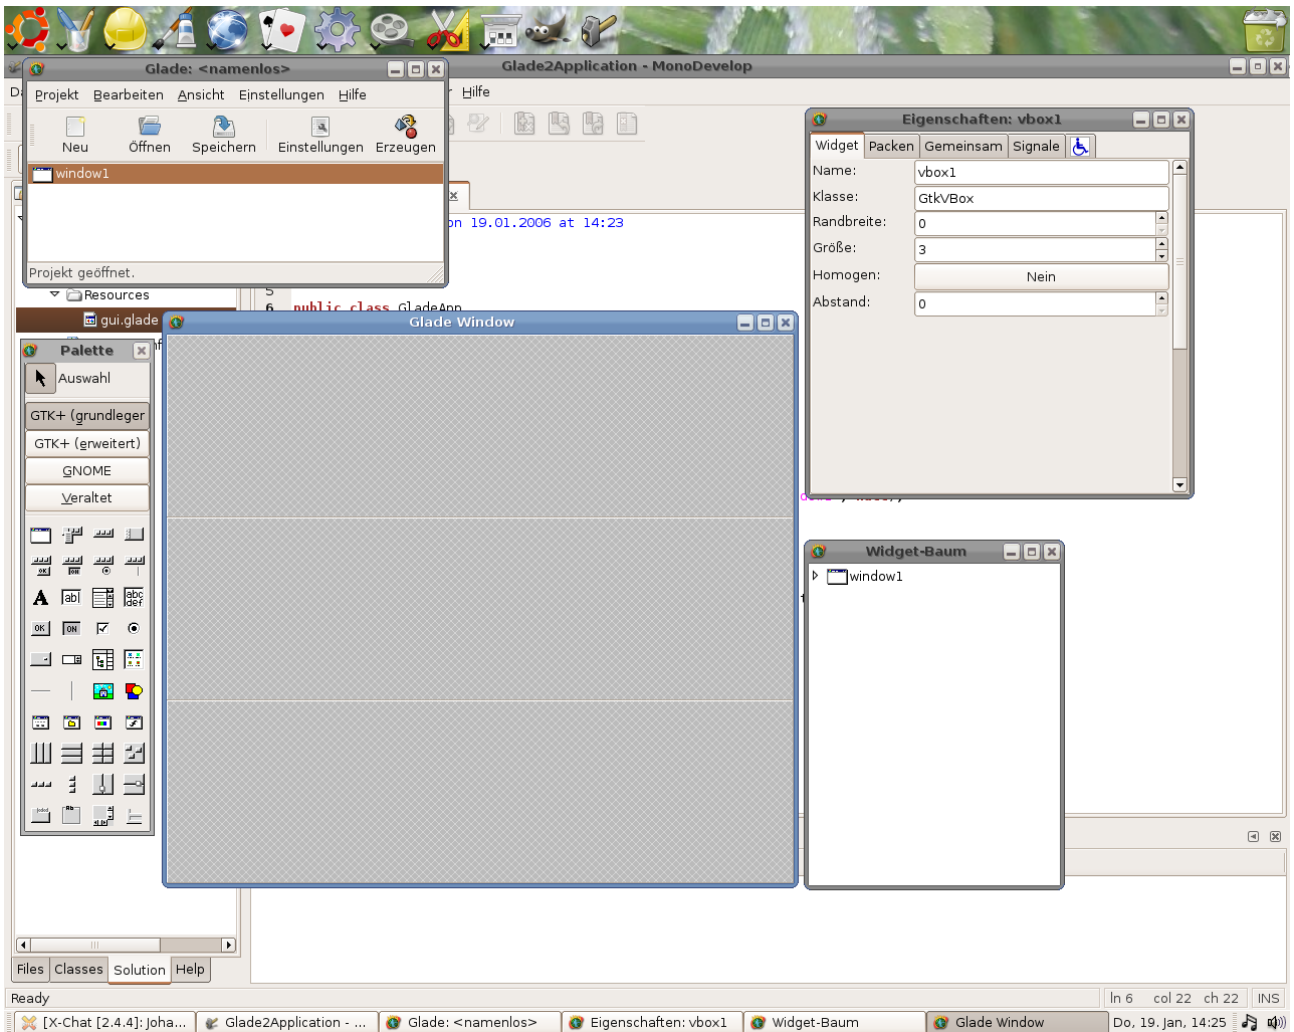 Glade2Application - MonoDevelop
Glade: <namenlos>
Projekt Bearbeiten Ansicht Einstellungen Hilfe
Hilfe
Neu Öffnen Speichern Einstellungen Erzeugen
window1
Projekt geöffnet.
on 19.01.2006 at 14:23
Eigenschaften: vbox1
Widget Packen Gemeinsam Signale
Name: vbox1
Klasse: GtkVBox
Randbreite: 0
Größe: 3
Homogen: Nein
Abstand: 0
Resources
gui.glade
5
6 public class GladeApp
Glade Window
Palette
Auswahl
GTK+ (grundleger
GTK+ (erweitert)
GNOME
Veraltet
Widget-Baum
window1
Files Classes Solution Help
Ready
ln 6 col 22 ch 22 INS
[X-Chat [2.4.4]: Joha...
Glade2Application - ...
Glade: <namenlos>
Eigenschaften: vbox1
Widget-Baum
Glade Window
Do, 19. Jan, 14:25